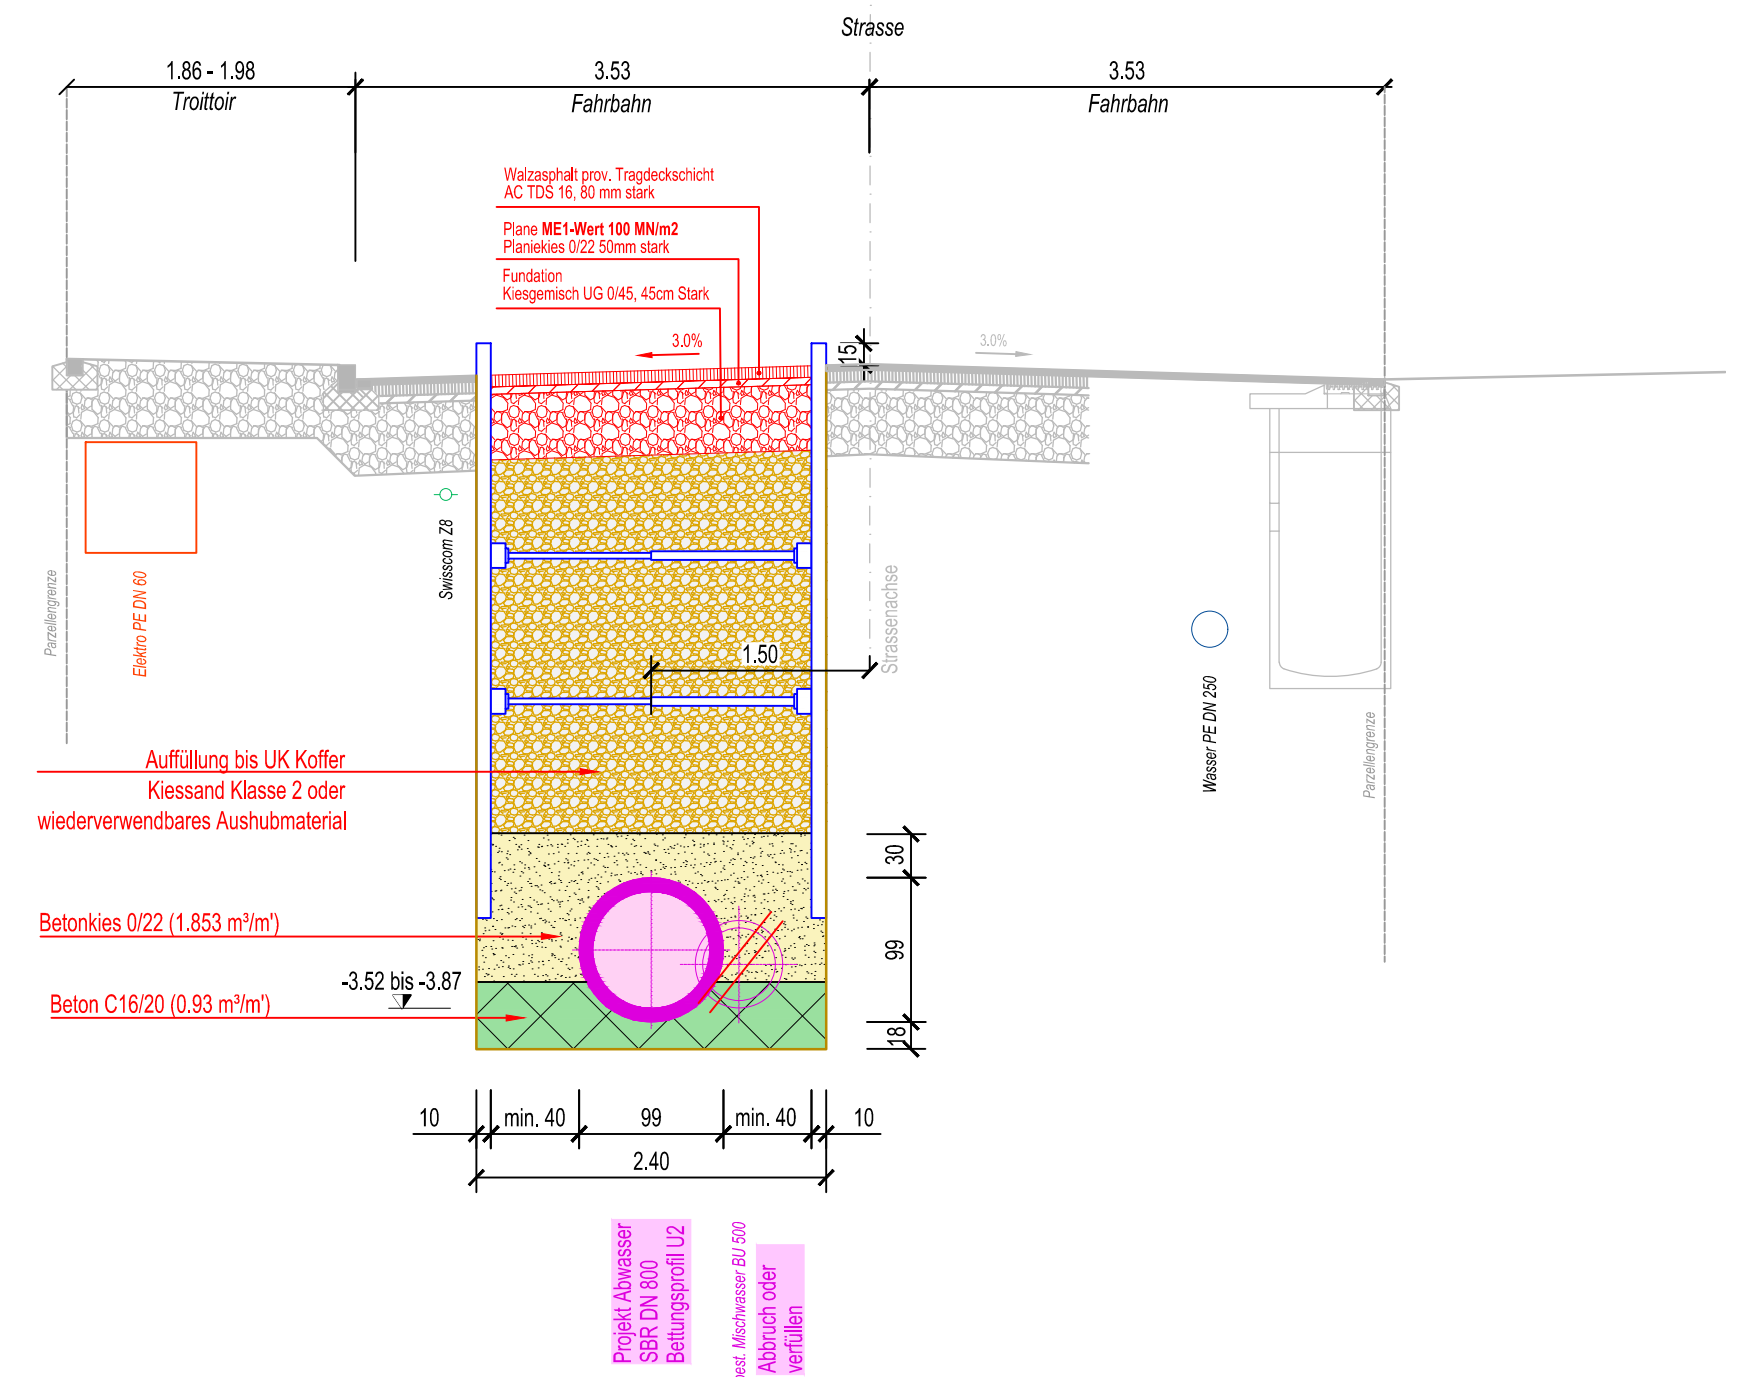 Strasse
1.86 - 1.98
3.53
3.53
Troittoir
Fahrbahn
Fahrbahn
Walzasphalt prov. Tragdeckschicht
AC TDS 16, 80 mm stark
Plane ME1-Wert 100 MN/m2
Planiekies 0/22 50mm stark
Fundation
Kiesgemisch UG 0/45, 45cm Stark
3.0%
15
3.0%
Swisscom Z8
Parzellengrenze
Elektro PE DN 60
Strassenachse
1.50
Wasser PE DN 250
Parzellengrenze
Auffüllung bis UK Koffer
Kiessand Klasse 2 oder
wiederverwendbares Aushubmaterial
30
Betonkies 0/22 (1.853 m³/m')
99
-3.52 bis -3.87
Beton C16/20 (0.93 m³/m')
18
10
min. 40
99
min. 40
10
2.40
Projekt Abwasser
SBR DN 800
Bettungsprofil U2
best. Mischwasser BU 500
Abbruch oder
verfüllen